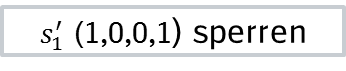 s′₁ (1,0,0,1) sperren